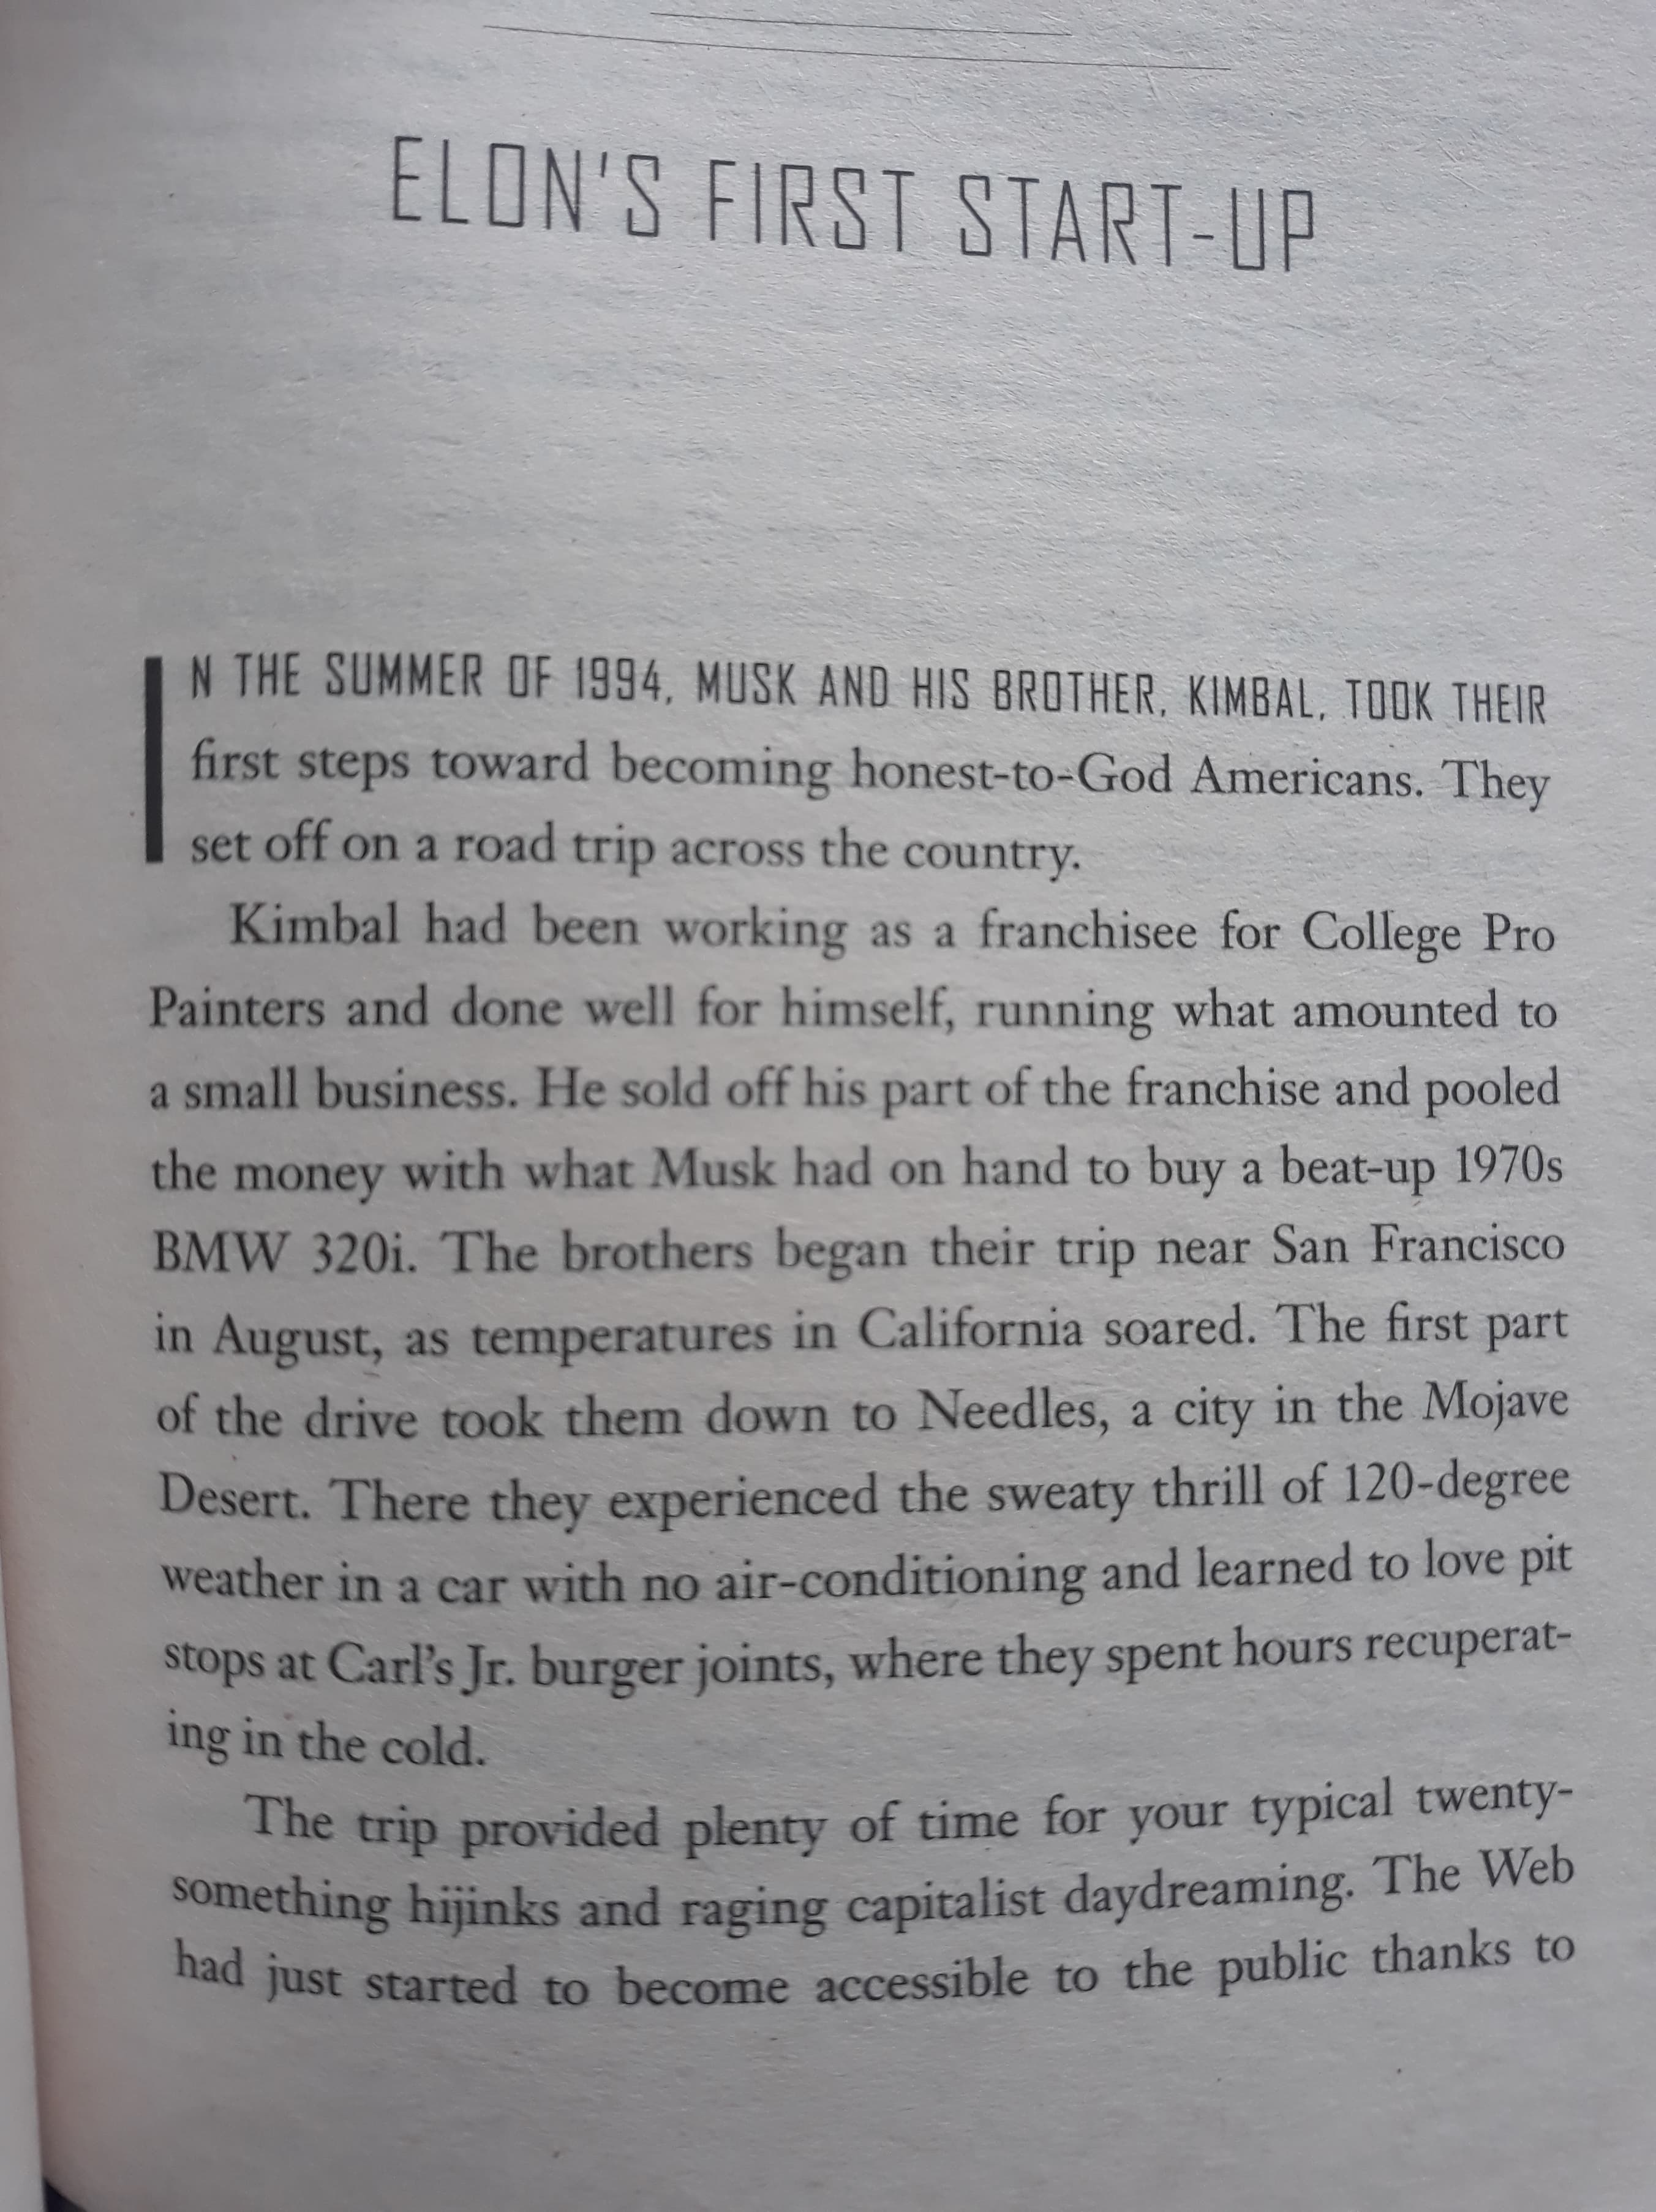 ELON'S FIRST START-UP
IN THE SUMMER OF 1994, MUSK AND HIS BROTHER, KIMBAL, TOOK THEIR
first steps toward becoming honest-to-God Americans. They
set off on a road trip across the country.
Kimbal had been working as a franchisee for College Pro
Painters and done well for himself, running what amounted to
a small business. He sold off his part of the franchise and pooled
the money with what Musk had on hand to buy a beat-up 1970s
BMW 320i. The brothers began their trip near San Francisco
in August, as temperatures in California soared. The first part
of the drive took them down to Needles, a city in the Mojave
Desert. There they experienced the sweaty thrill of 120-degree
weather in a car with no air-conditioning and learned to love pit
stops at Carl's Jr. burger joints, where they spent hours recuperat-
ing in the cold.
The trip provided plenty of time for your typical twenty-
something hijinks and raging capitalist daydreaming. The Web
had just started to become accessible to the public thanks to